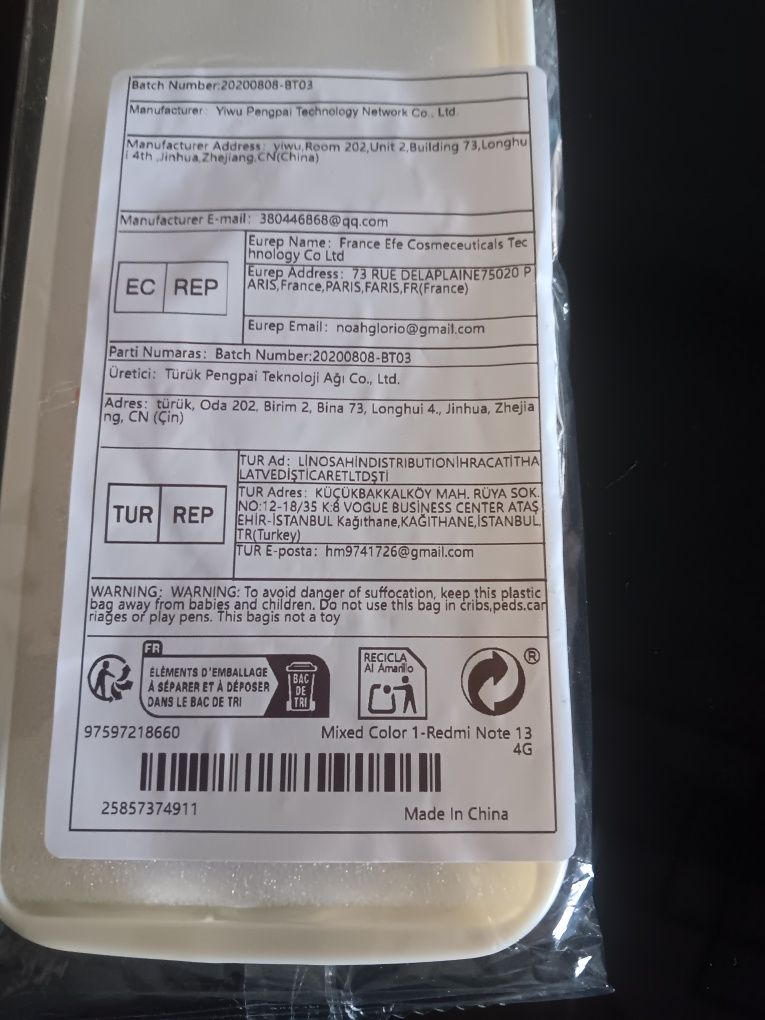 Batch Number:20200808-BT03
Manufacturer: Yiwu Pengpai Technology Network Co., Ltd.
Manufacturer Address: yiwu,Room 202,Unit 2,Building 73,Longhu
i 4th ,Jinhua,Zhejiang,CN(China)
Manufacturer E-mail: 380446868@qq.com
EC REP
Eurep Name: France Efe Cosmeceuticals Tec
hnology Co Ltd
Eurep Address: 73 RUE DELAPLAINE75020 P
ARIS,France,PARIS,FARIS,FR(France)
Eurep Email: noahglorio@gmail.com
Parti Numaras: Batch Number:20200808-BT03
Üretici: Türük Pengpai Teknoloji Ağı Co., Ltd.
Adres: türük, Oda 202, Birim 2, Bina 73, Longhui 4., Jinhua, Zhejia
ng, CN (Çin)
TUR REP
TUR Ad: LİNOSAHİNDISTRIBUTIONİHRACATİTHA
LATVEDİŞTİCARETLTDŞTİ
TUR Adres: KÜÇÜKBAKKALKÖY MAH. RÜYA SOK.
NO:12-18/35 K:8 VOGUE BUSINESS CENTER ATAŞ
EHİR-İSTANBUL Kağıthane,KAĞITHANE,İSTANBUL,
TR(Turkey)
TUR E-posta: hm9741726@gmail.com
WARNING: WARNING: To avoid danger of suffocation, keep this plastic
bag away from babies and children. Do not use this bag in cribs,peds.car
riages or play pens. This bagis not a toy
FR
ÉLÉMENTS D'EMBALLAGE
À SÉPARER ET À DÉPOSER
DANS LE BAC DE TRI
BAC
DE
TRI
RECICLA
Al Amarillo
®
97597218660
Mixed Color 1-Redmi Note 13
4G
25857374911
Made In China